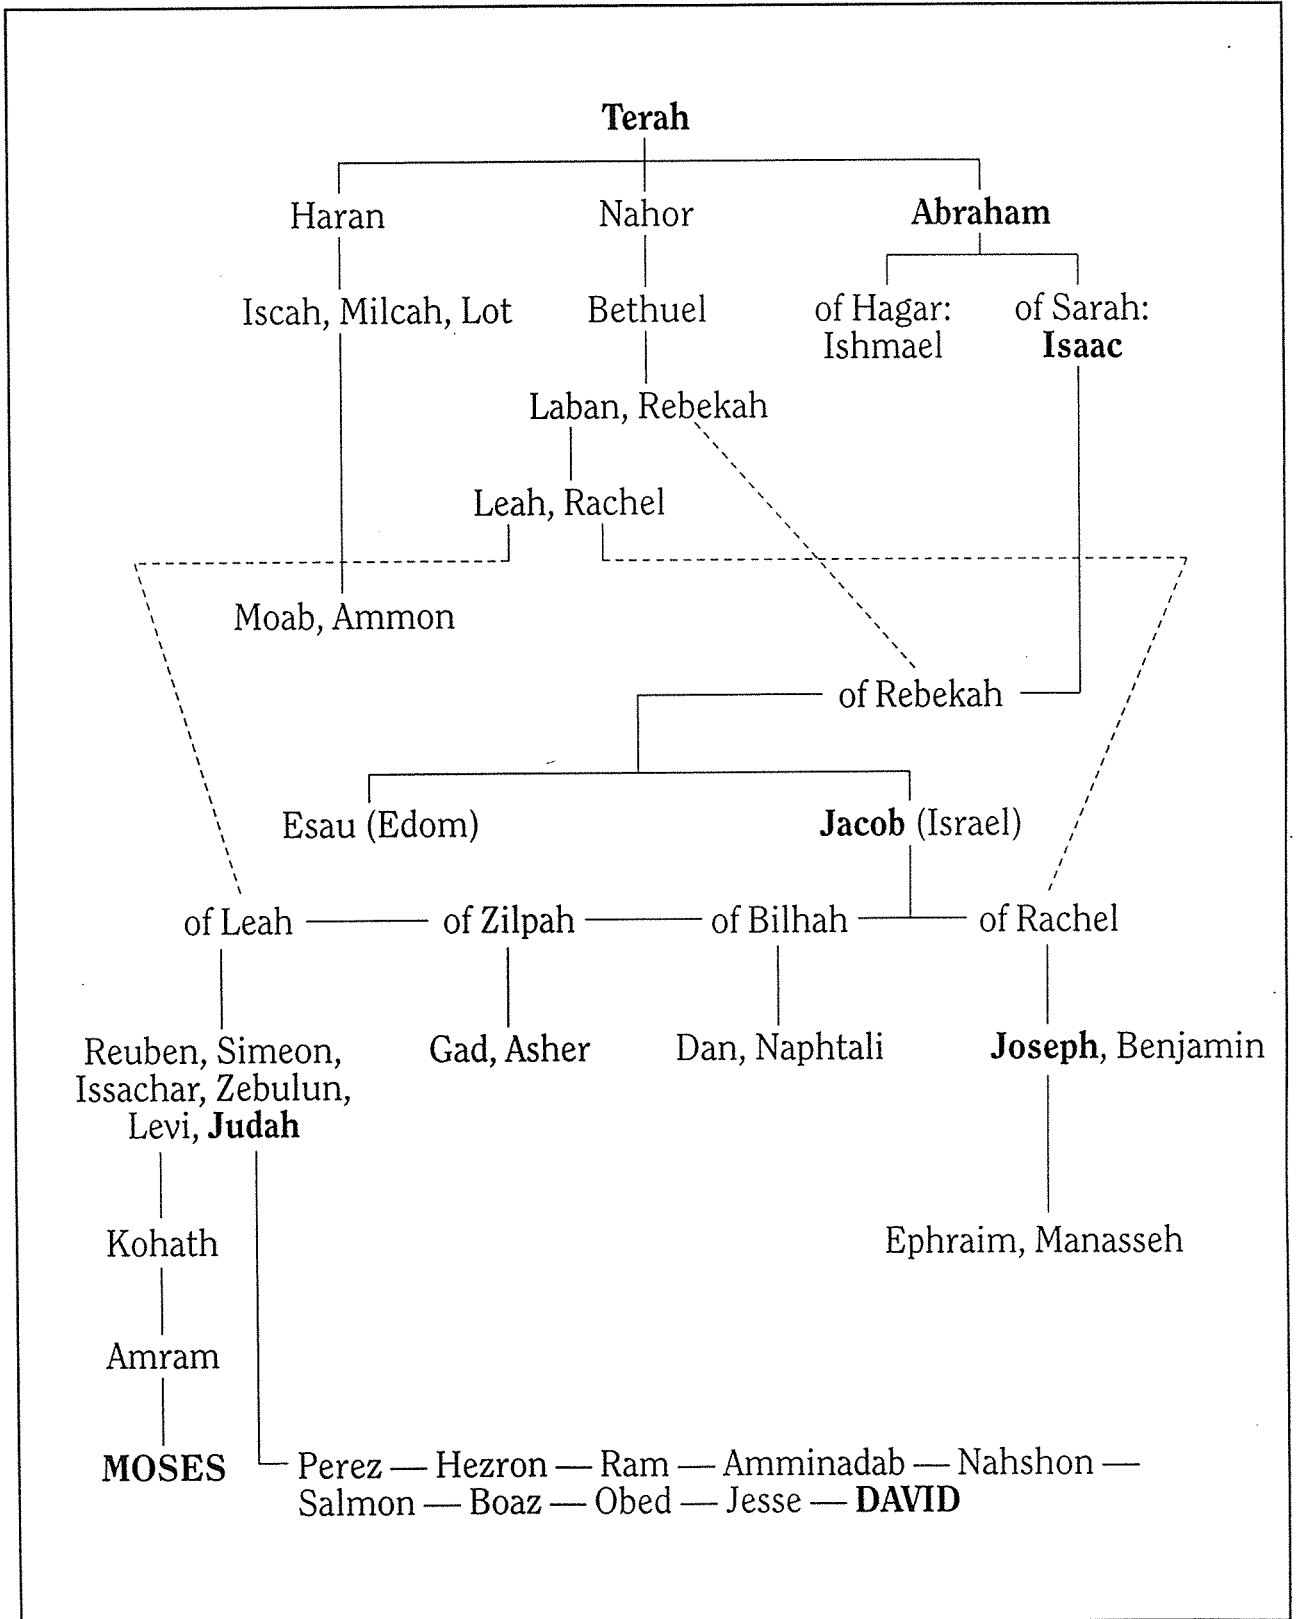 Terah
Haran
Nahor
Abraham
Iscah, Milcah, Lot
Bethuel
of Hagar:
Ishmael
of Sarah:
Isaac
Laban, Rebekah
Leah, Rachel
Moab, Ammon
of Rebekah
Esau (Edom)
Jacob (Israel)
of Leah
of Zilpah
of Bilhah
of Rachel
Reuben, Simeon,
Issachar, Zebulun,
Levi, Judah
Gad, Asher
Dan, Naphtali
Joseph, Benjamin
Kohath
Ephraim, Manasseh
Amram
MOSES
Perez — Hezron — Ram — Amminadab — Nahshon —
Salmon — Boaz — Obed — Jesse — DAVID